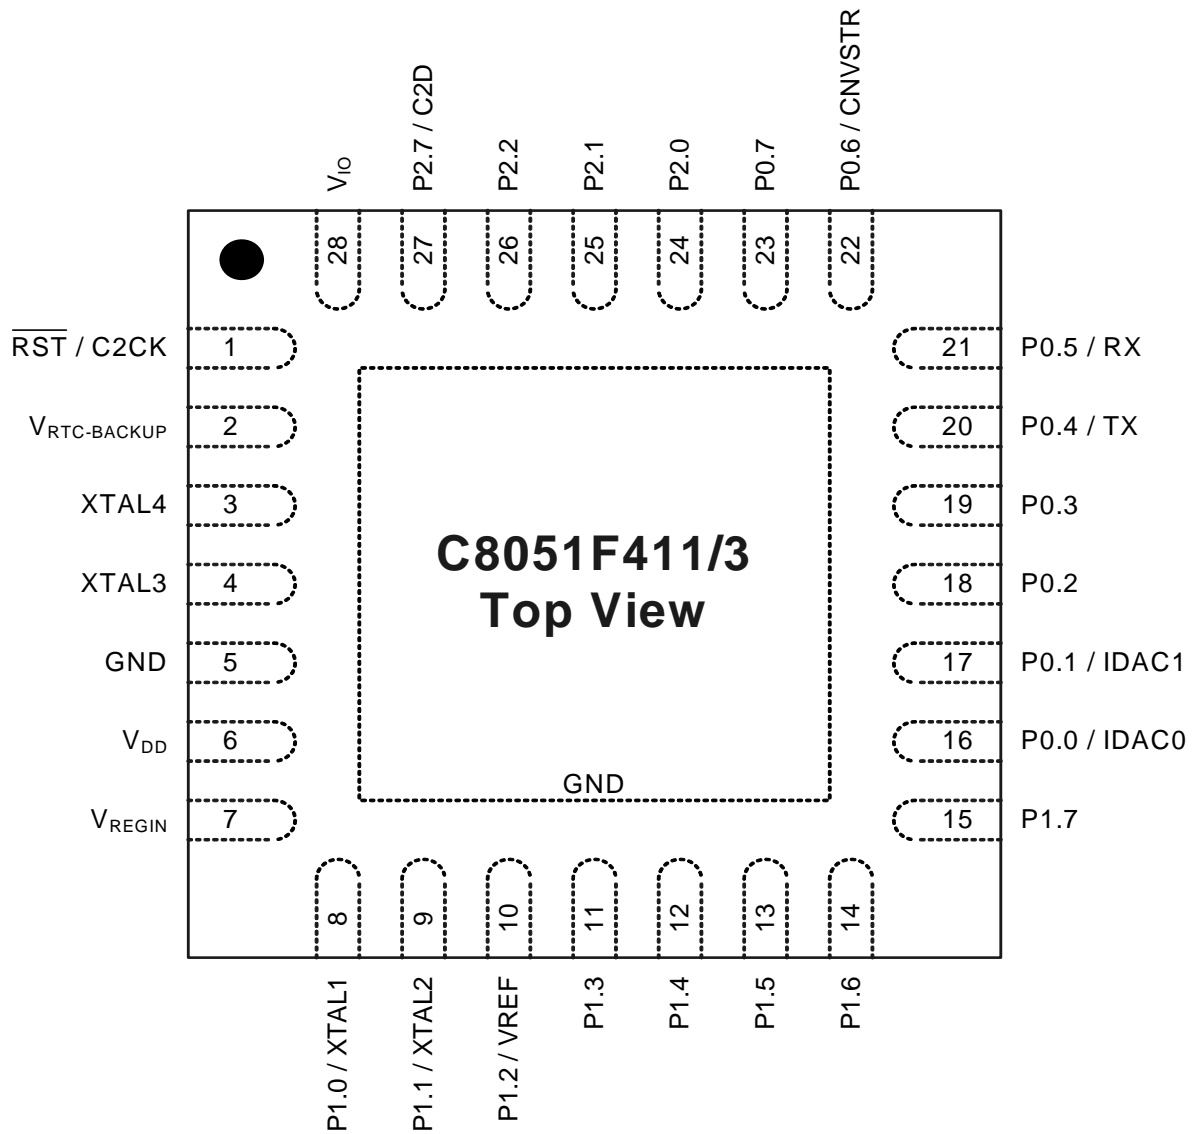 V_IO
P2.7 / C2D
P2.2
P2.1
P2.0
P0.7
P0.6 / CNVSTR
28
27
26
25
24
23
22
RST / C2CK
1
21
P0.5 / RX
V_RTC-BACKUP
2
20
P0.4 / TX
XTAL4
3
19
P0.3
XTAL3
4
18
P0.2
C8051F411/3
Top View
GND
5
17
P0.1 / IDAC1
V_DD
6
16
P0.0 / IDAC0
GND
V_REGIN
7
15
P1.7
8
9
10
11
12
13
14
P1.0 / XTAL1
P1.1 / XTAL2
P1.2 / VREF
P1.3
P1.4
P1.5
P1.6